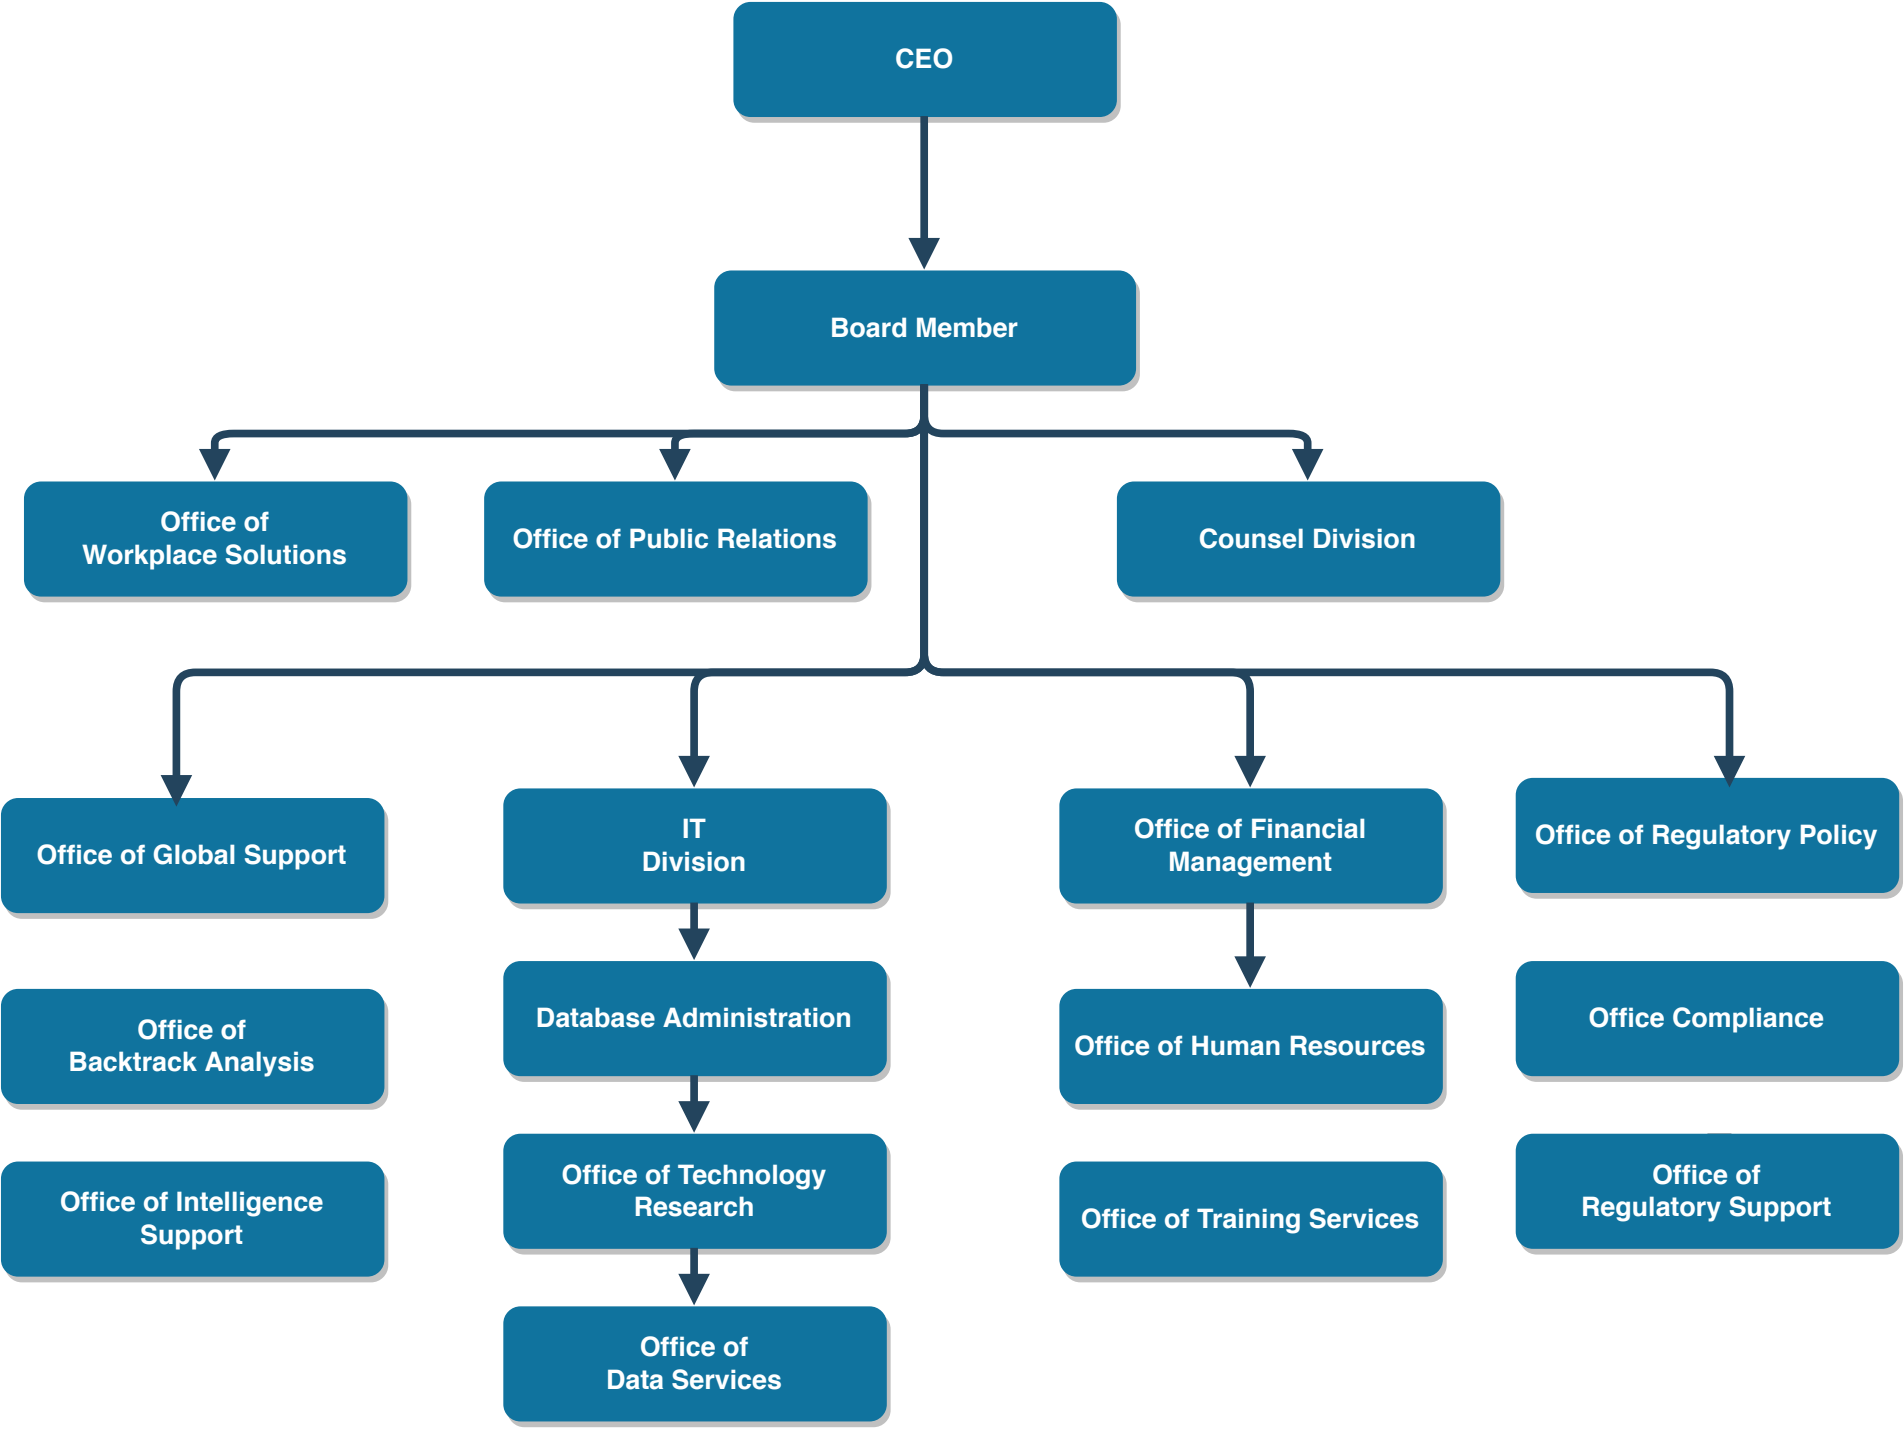 CEO
Board Member
Office of
Workplace Solutions
Office of Public Relations
Counsel Division
Office of Global Support
IT
Division
Office of Financial
Management
Office of Regulatory Policy
Office of
Backtrack Analysis
Database Administration
Office of Human Resources
Office Compliance
Office of Intelligence
Support
Office of Technology
Research
Office of Training Services
Office of
Regulatory Support
Office of
Data Services